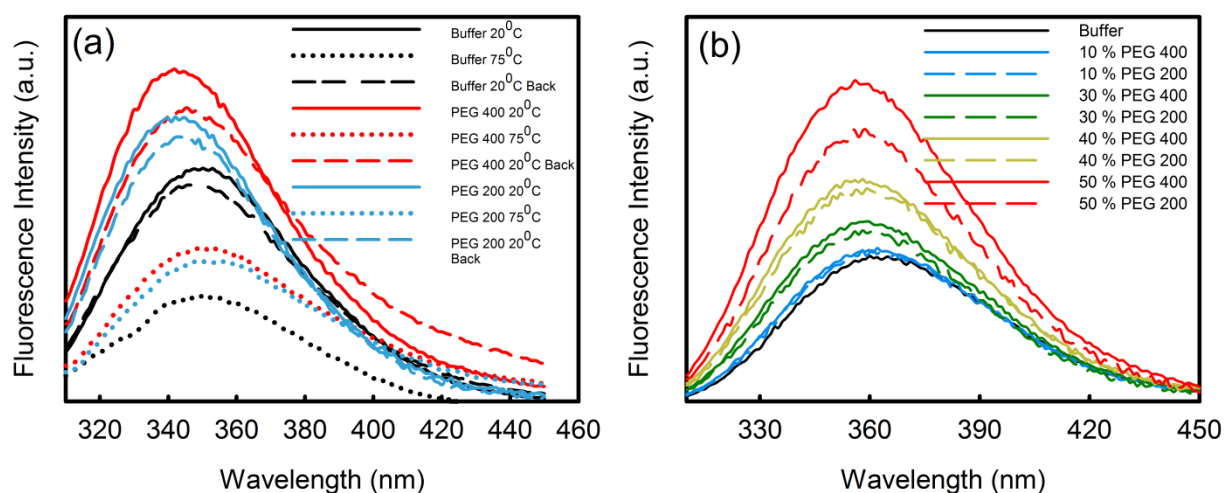 (a)
Fluorescence Intensity (a.u.)
Buffer 20⁰C
Buffer 75⁰C
Buffer 20⁰C Back
PEG 400 20⁰C
PEG 400 75⁰C
PEG 400 20⁰C Back
PEG 200 20⁰C
PEG 200 75⁰C
PEG 200 20⁰C
Back
320 340 360 380 400 420 440 460
Wavelength (nm)
(b)
Fluorescence Intensity (a.u.)
Buffer
10 % PEG 400
10 % PEG 200
30 % PEG 400
30 % PEG 200
40 % PEG 400
40 % PEG 200
50 % PEG 400
50 % PEG 200
330 360 390 420 450
Wavelength (nm)